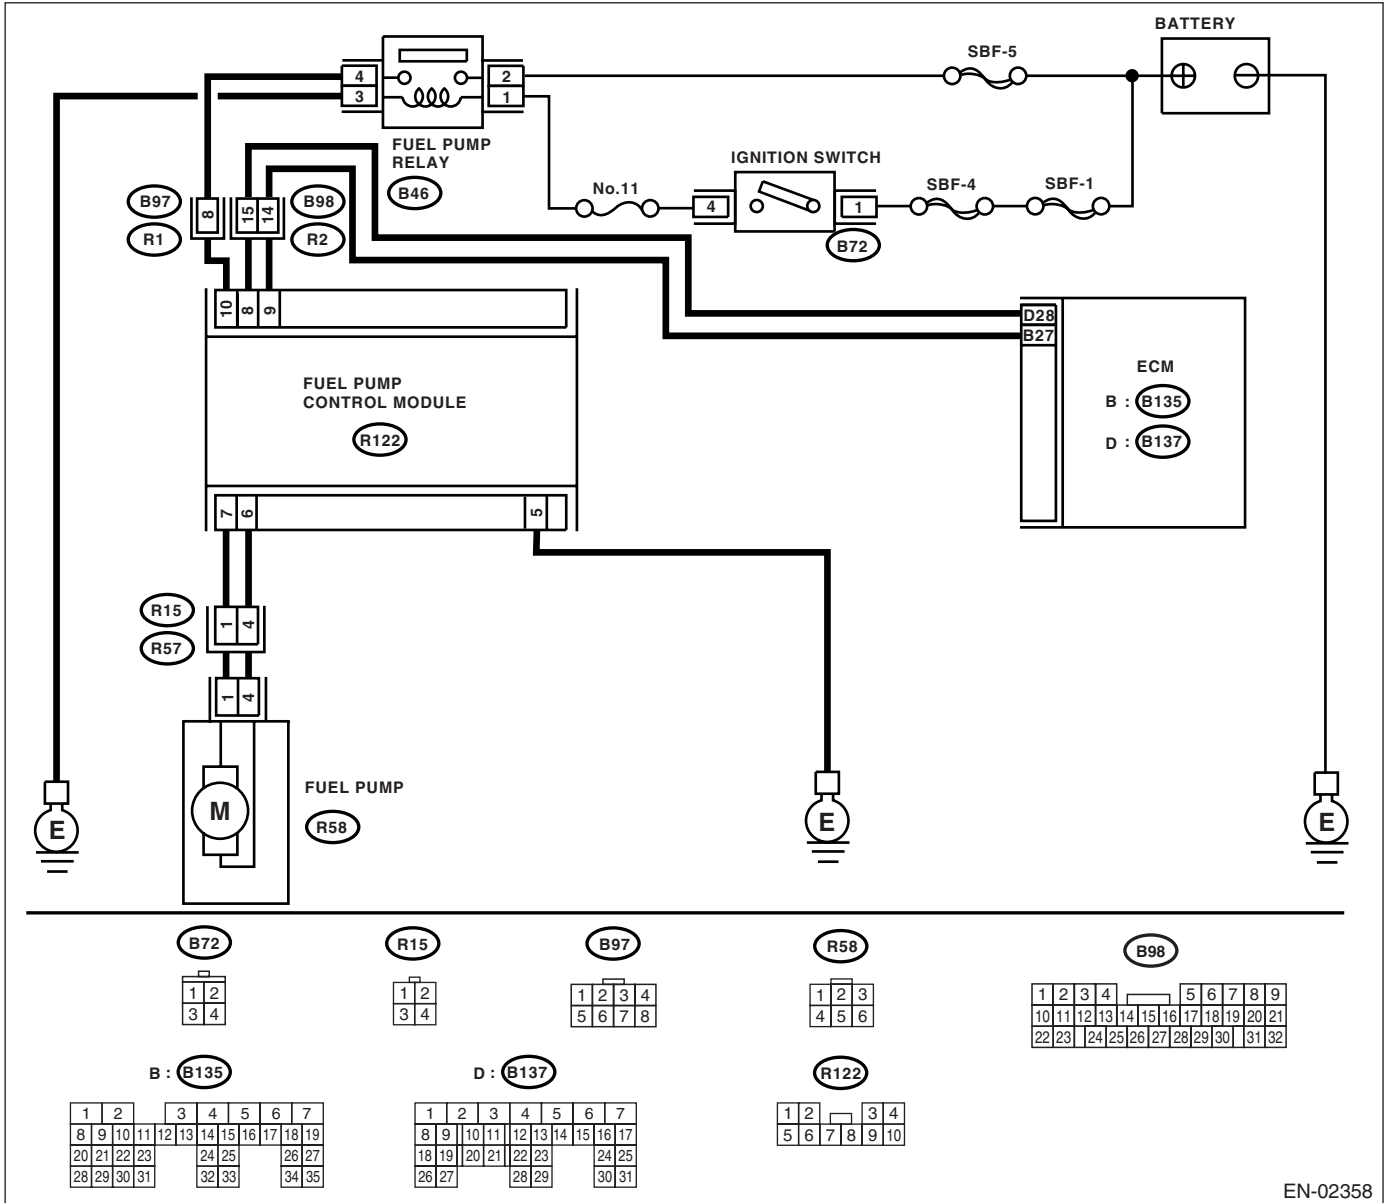 BATTERY
SBF-5
4
2
3
1
FUEL PUMP
RELAY
B46
IGNITION SWITCH
No.11
4
1
SBF-4
SBF-1
B72
B97
8
15
14
B98
R1
R2
10
8
9
D28
B27
ECM
B : B135
D : B137
FUEL PUMP
CONTROL MODULE
R122
7
6
5
R15
1
4
R57
1
4
M
FUEL PUMP
R58
E
E
E
B72
1 2
3 4
R15
1 2
3 4
B97
1 2 3 4
5 6 7 8
R58
1 2 3
4 5 6
B98
1 2 3 4 5 6 7 8 9
10 11 12 13 14 15 16 17 18 19 20 21
22 23 24 25 26 27 28 29 30 31 32
B : B135
1 2 3 4 5 6 7
8 9 10 11 12 13 14 15 16 17 18 19
20 21 22 23 24 25 26 27
28 29 30 31 32 33 34 35
D : B137
1 2 3 4 5 6 7
8 9 10 11 12 13 14 15 16 17
18 19 20 21 22 23 24 25
26 27 28 29 30 31
R122
1 2 3 4
5 6 7 8 9 10
EN-02358